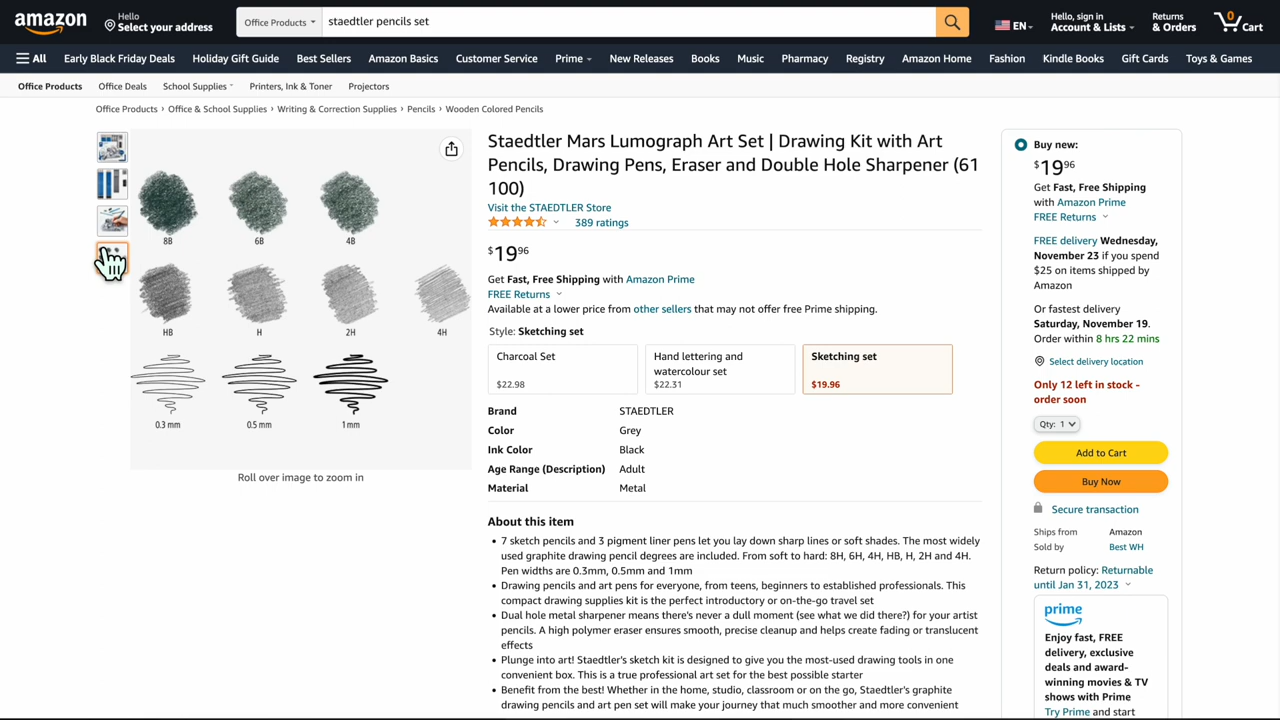 amazon
Hello
Select your address
Office Products
staedtler pencils set
EN
Hello, sign in
Account & Lists
Returns
& Orders
0
Cart
All
Early Black Friday Deals
Holiday Gift Guide
Best Sellers
Amazon Basics
Customer Service
Prime
New Releases
Books
Music
Pharmacy
Registry
Amazon Home
Fashion
Kindle Books
Gift Cards
Toys & Games
Office Products
Office Deals
School Supplies
Printers, Ink & Toner
Projectors
Office Products › Office & School Supplies › Writing & Correction Supplies › Pencils › Wooden Colored Pencils
8B
6B
4B
HB
H
2H
4H
0.3 mm
0.5 mm
1 mm
Roll over image to zoom in
Staedtler Mars Lumograph Art Set | Drawing Kit with Art
Pencils, Drawing Pens, Eraser and Double Hole Sharpener (61
100)
Visit the STAEDTLER Store
389 ratings
$19 96
Get Fast, Free Shipping with Amazon Prime
FREE Returns
Available at a lower price from other sellers that may not offer free Prime shipping.
Style: Sketching set
Charcoal Set
$22.98
Hand lettering and
watercolour set
$22.31
Sketching set
$19.96
Brand STAEDTLER
Color Grey
Ink Color Black
Age Range (Description) Adult
Material Metal
About this item
• 7 sketch pencils and 3 pigment liner pens let you lay down sharp lines or soft shades. The most widely
used graphite drawing pencil degrees are included. From soft to hard: 8H, 6H, 4H, HB, H, 2H and 4H.
Pen widths are 0.3mm, 0.5mm and 1mm
• Drawing pencils and art pens for everyone, from teens, beginners to established professionals. This
compact drawing supplies kit is the perfect introductory or on-the-go travel set
• Dual hole metal sharpener means there's never a dull moment (see what we did there?) for your artist
pencils. A high polymer eraser ensures smooth, precise cleanup and helps create fading or translucent
effects
• Plunge into art! Staedtler's sketch kit is designed to give you the most-used drawing tools in one
convenient box. This is a true professional art set for the best possible starter
• Benefit from the best! Whether in the home, studio, classroom or on the go, Staedtler's graphite
drawing pencils and art pen set will make your journey that much smoother and more convenient
Buy new:
$19 96
Get Fast, Free Shipping
with Amazon Prime
FREE Returns
FREE delivery Wednesday,
November 23 if you spend
$25 on items shipped by
Amazon
Or fastest delivery
Saturday, November 19.
Order within 8 hrs 22 mins
Select delivery location
Only 12 left in stock -
order soon
Qty: 1
Add to Cart
Buy Now
Secure transaction
Ships from Amazon
Sold by Best WH
Return policy: Returnable
until Jan 31, 2023
prime
Enjoy fast, FREE
delivery, exclusive
deals and award-
winning movies & TV
shows with Prime
Try Prime and start